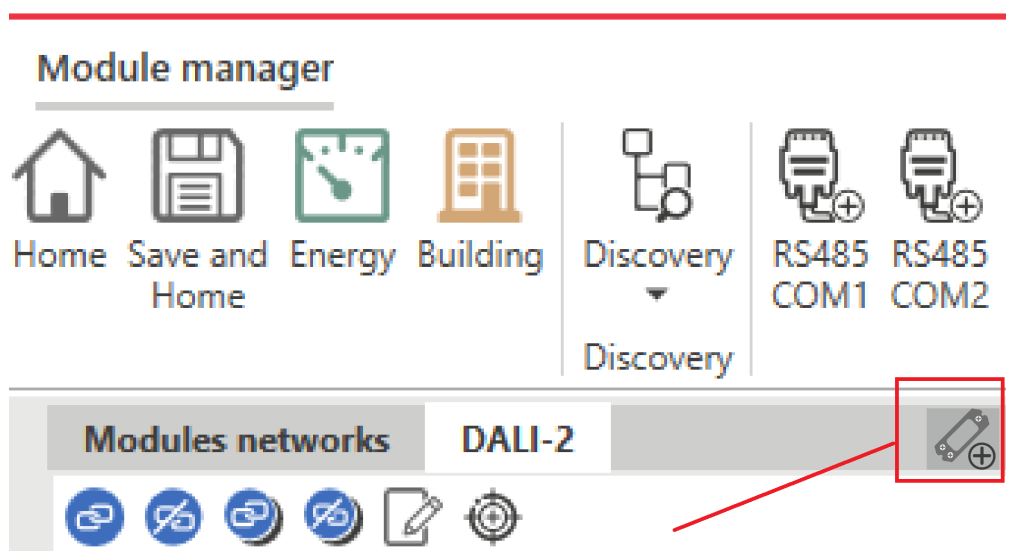 Module manager
Home
Save and
Home
Energy
Building
Discovery
RS485
COM1
RS485
COM2
Discovery
Modules networks
DALI-2